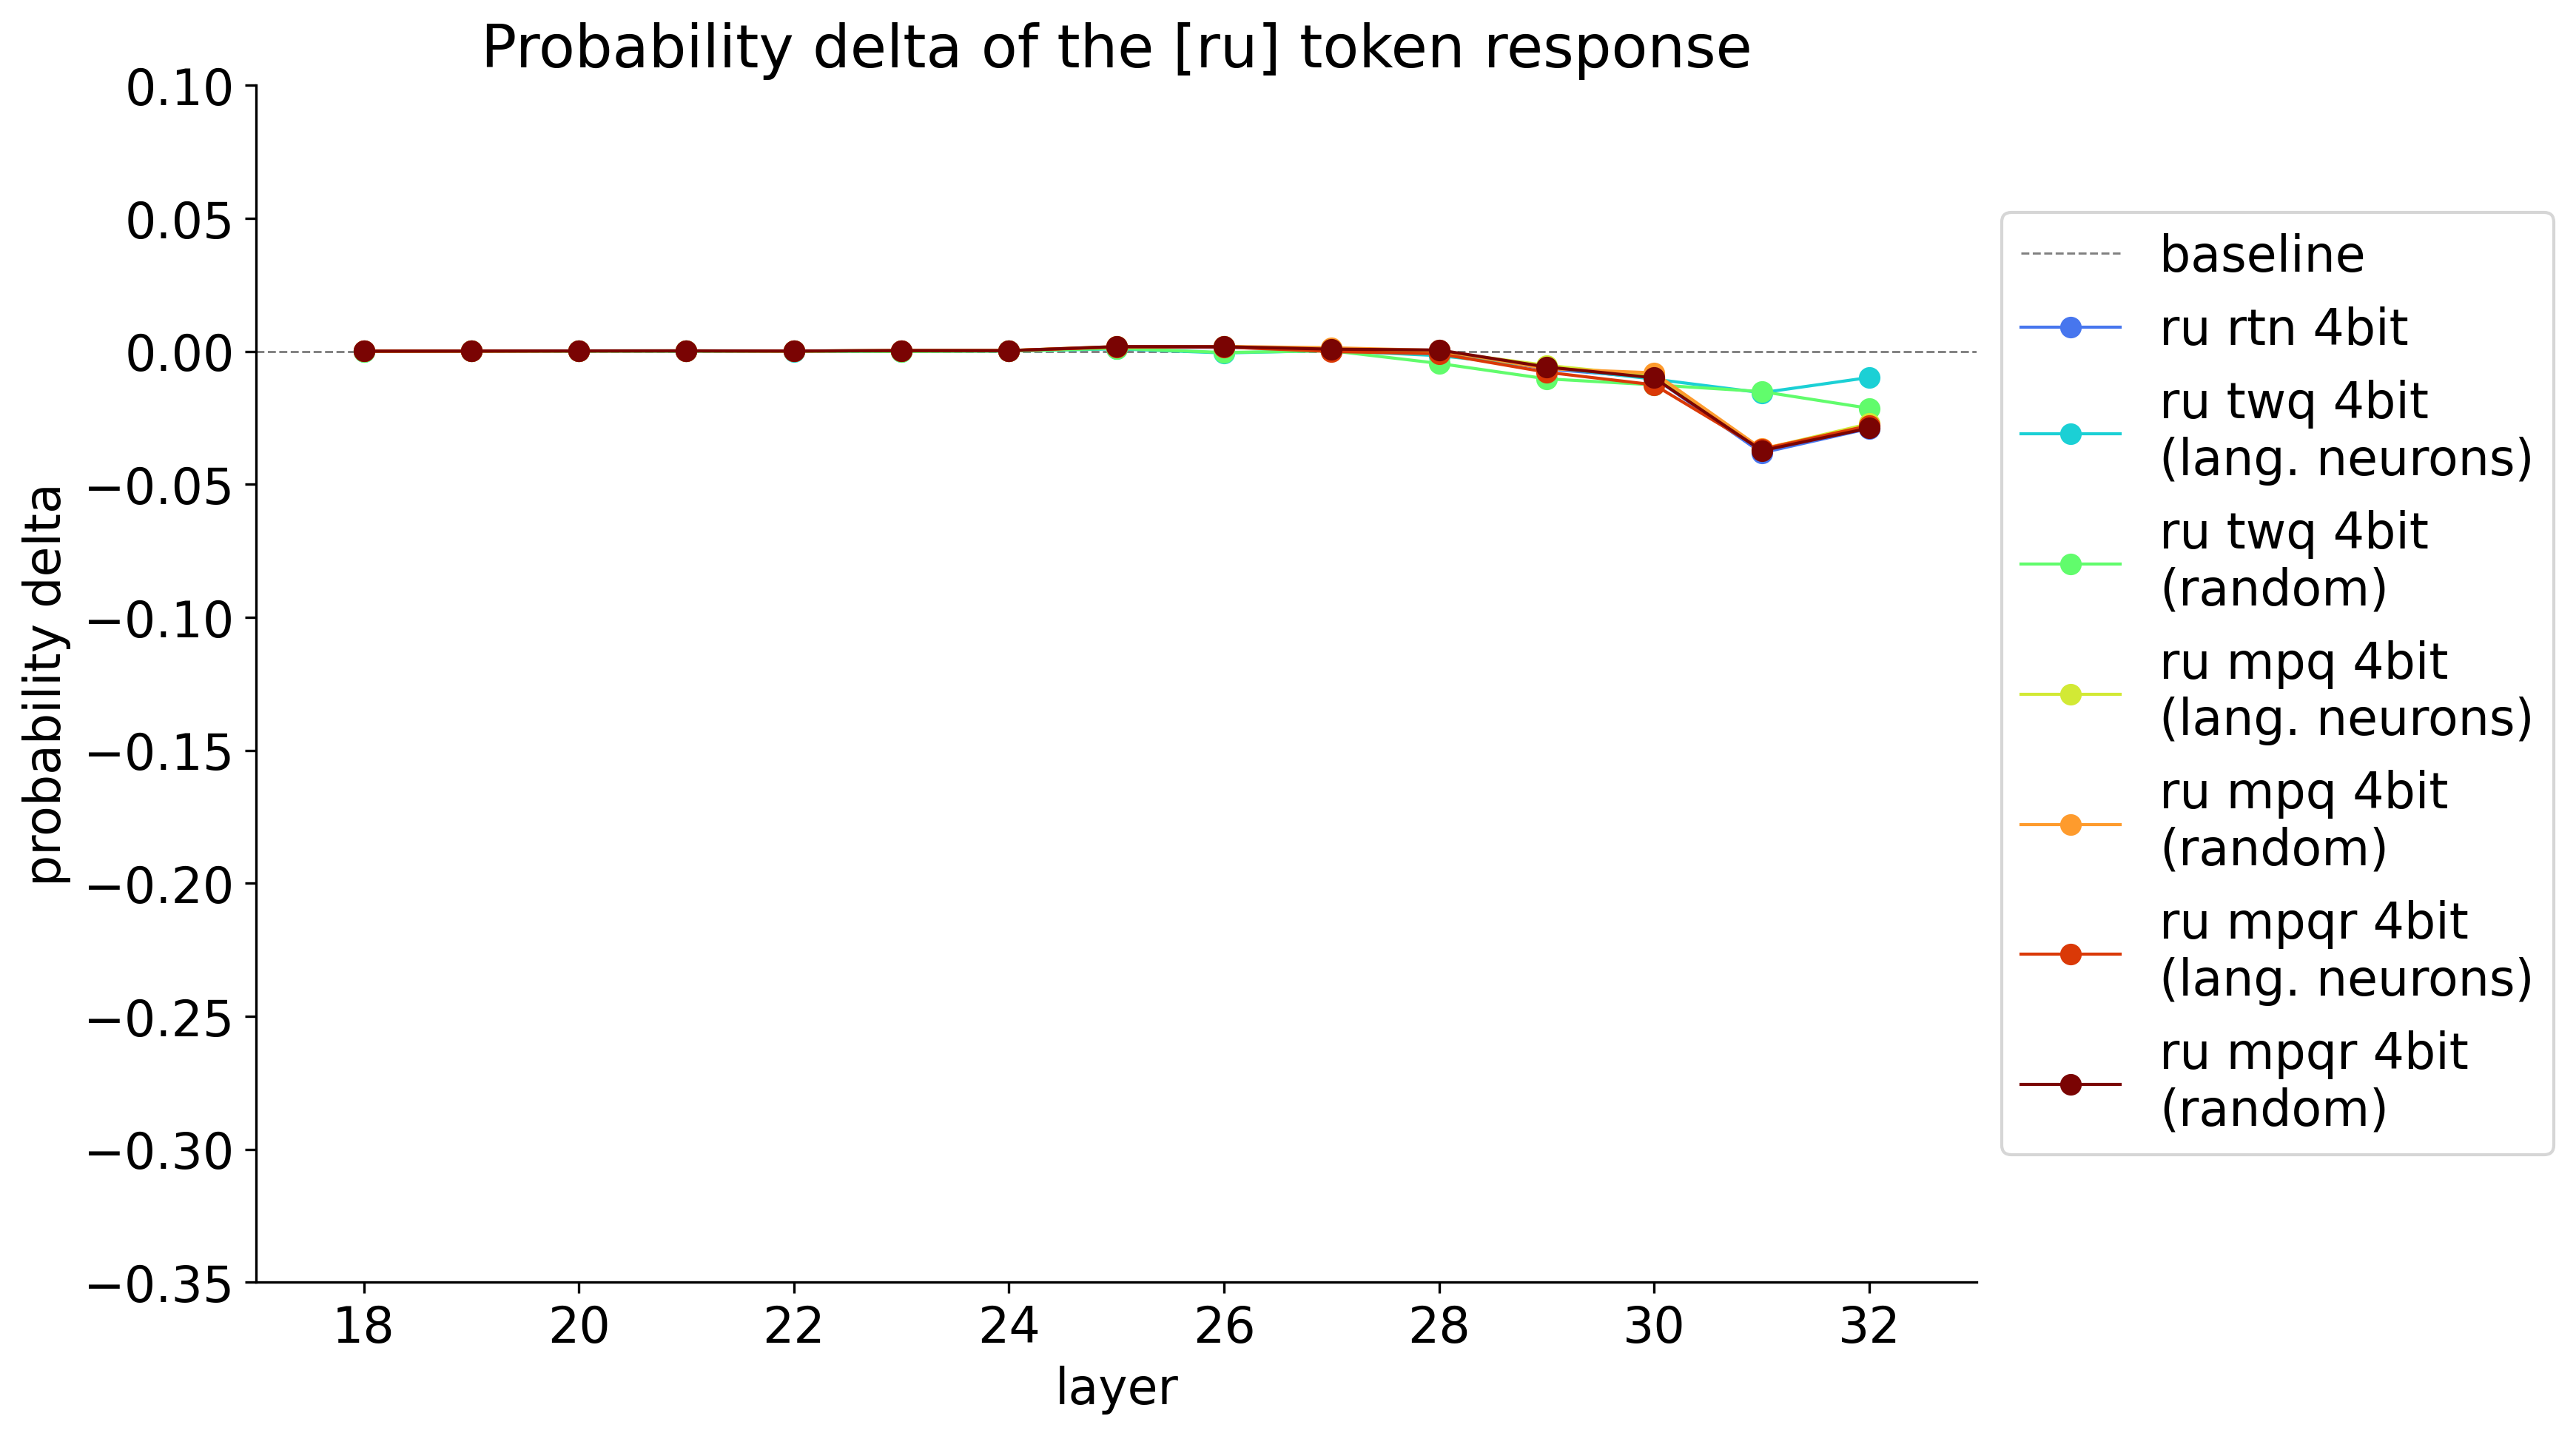 Probability delta of the [ru] token response
0.10
0.05
0.00
−0.05
−0.10
−0.15
−0.20
−0.25
−0.30
−0.35
probability delta
18 20 22 24 26 28 30 32
layer
baseline
ru rtn 4bit
ru twq 4bit
(lang. neurons)
ru twq 4bit
(random)
ru mpq 4bit
(lang. neurons)
ru mpq 4bit
(random)
ru mpqr 4bit
(lang. neurons)
ru mpqr 4bit
(random)